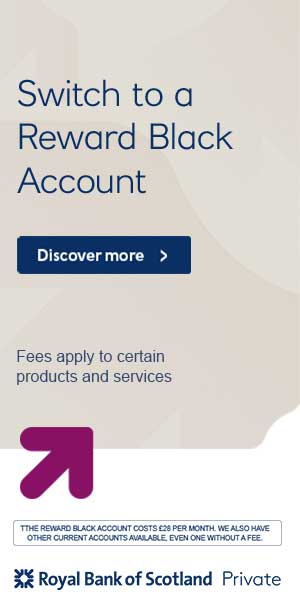 Switch to a
Reward Black
Account
Discover more >
Fees apply to certain
products and services
TTHE REWARD BLACK ACCOUNT COSTS £28 PER MONTH. WE ALSO HAVE
OTHER CURRENT ACCOUNTS AVAILABLE, EVEN ONE WITHOUT A FEE.
Royal Bank of Scotland Private